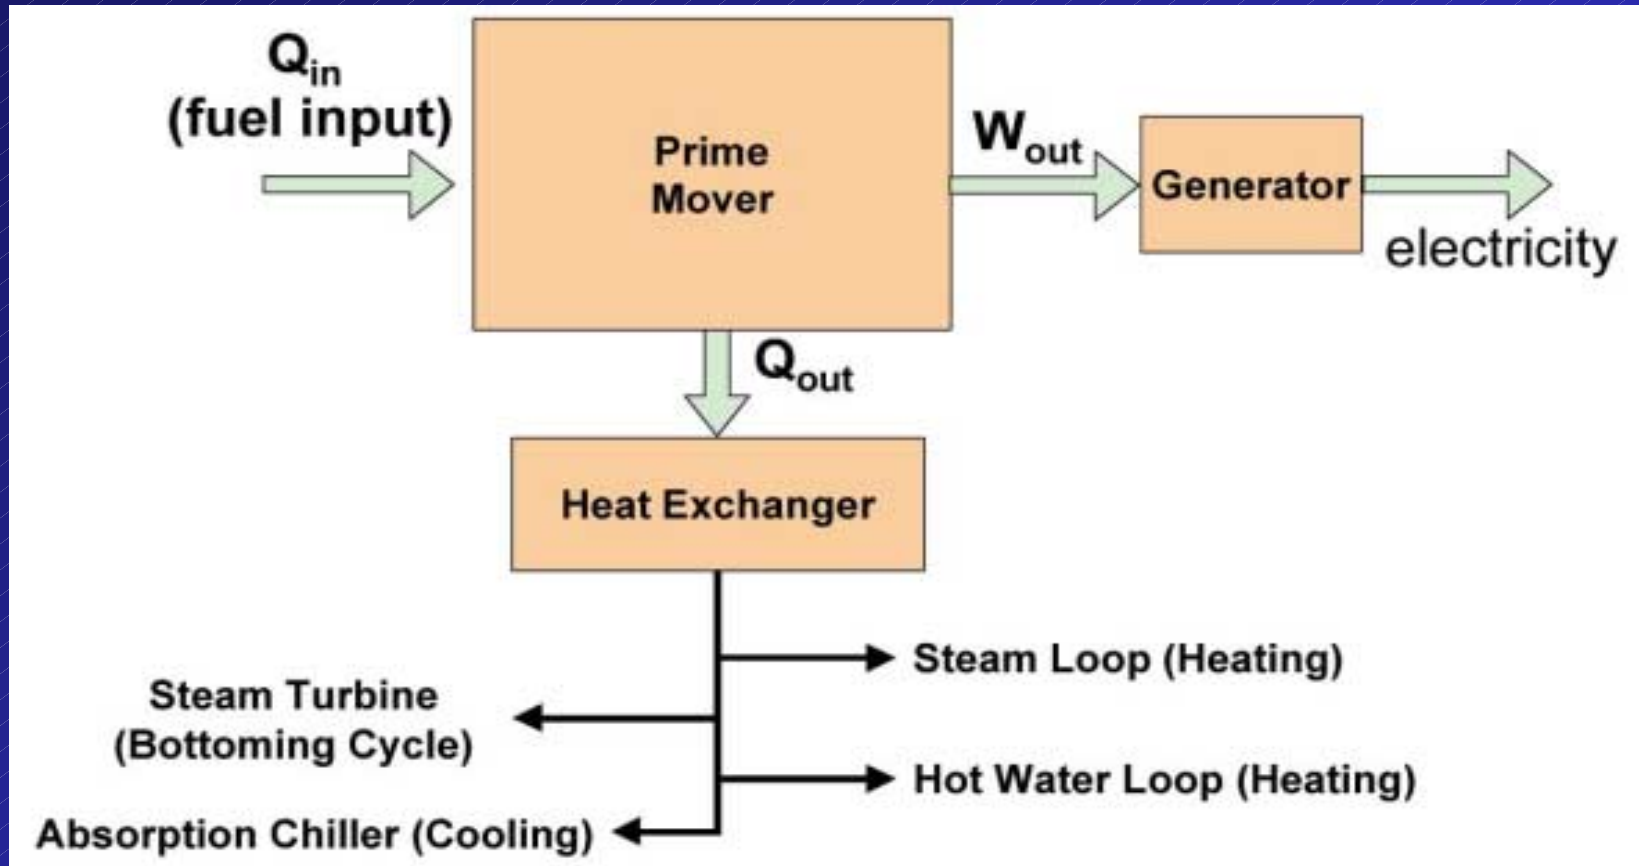 Qin
(fuel input)
Prime
Mover
Wout
Generator
electricity
Qout
Heat Exchanger
Steam Loop (Heating)
Steam Turbine
(Bottoming Cycle)
Hot Water Loop (Heating)
Absorption Chiller (Cooling)